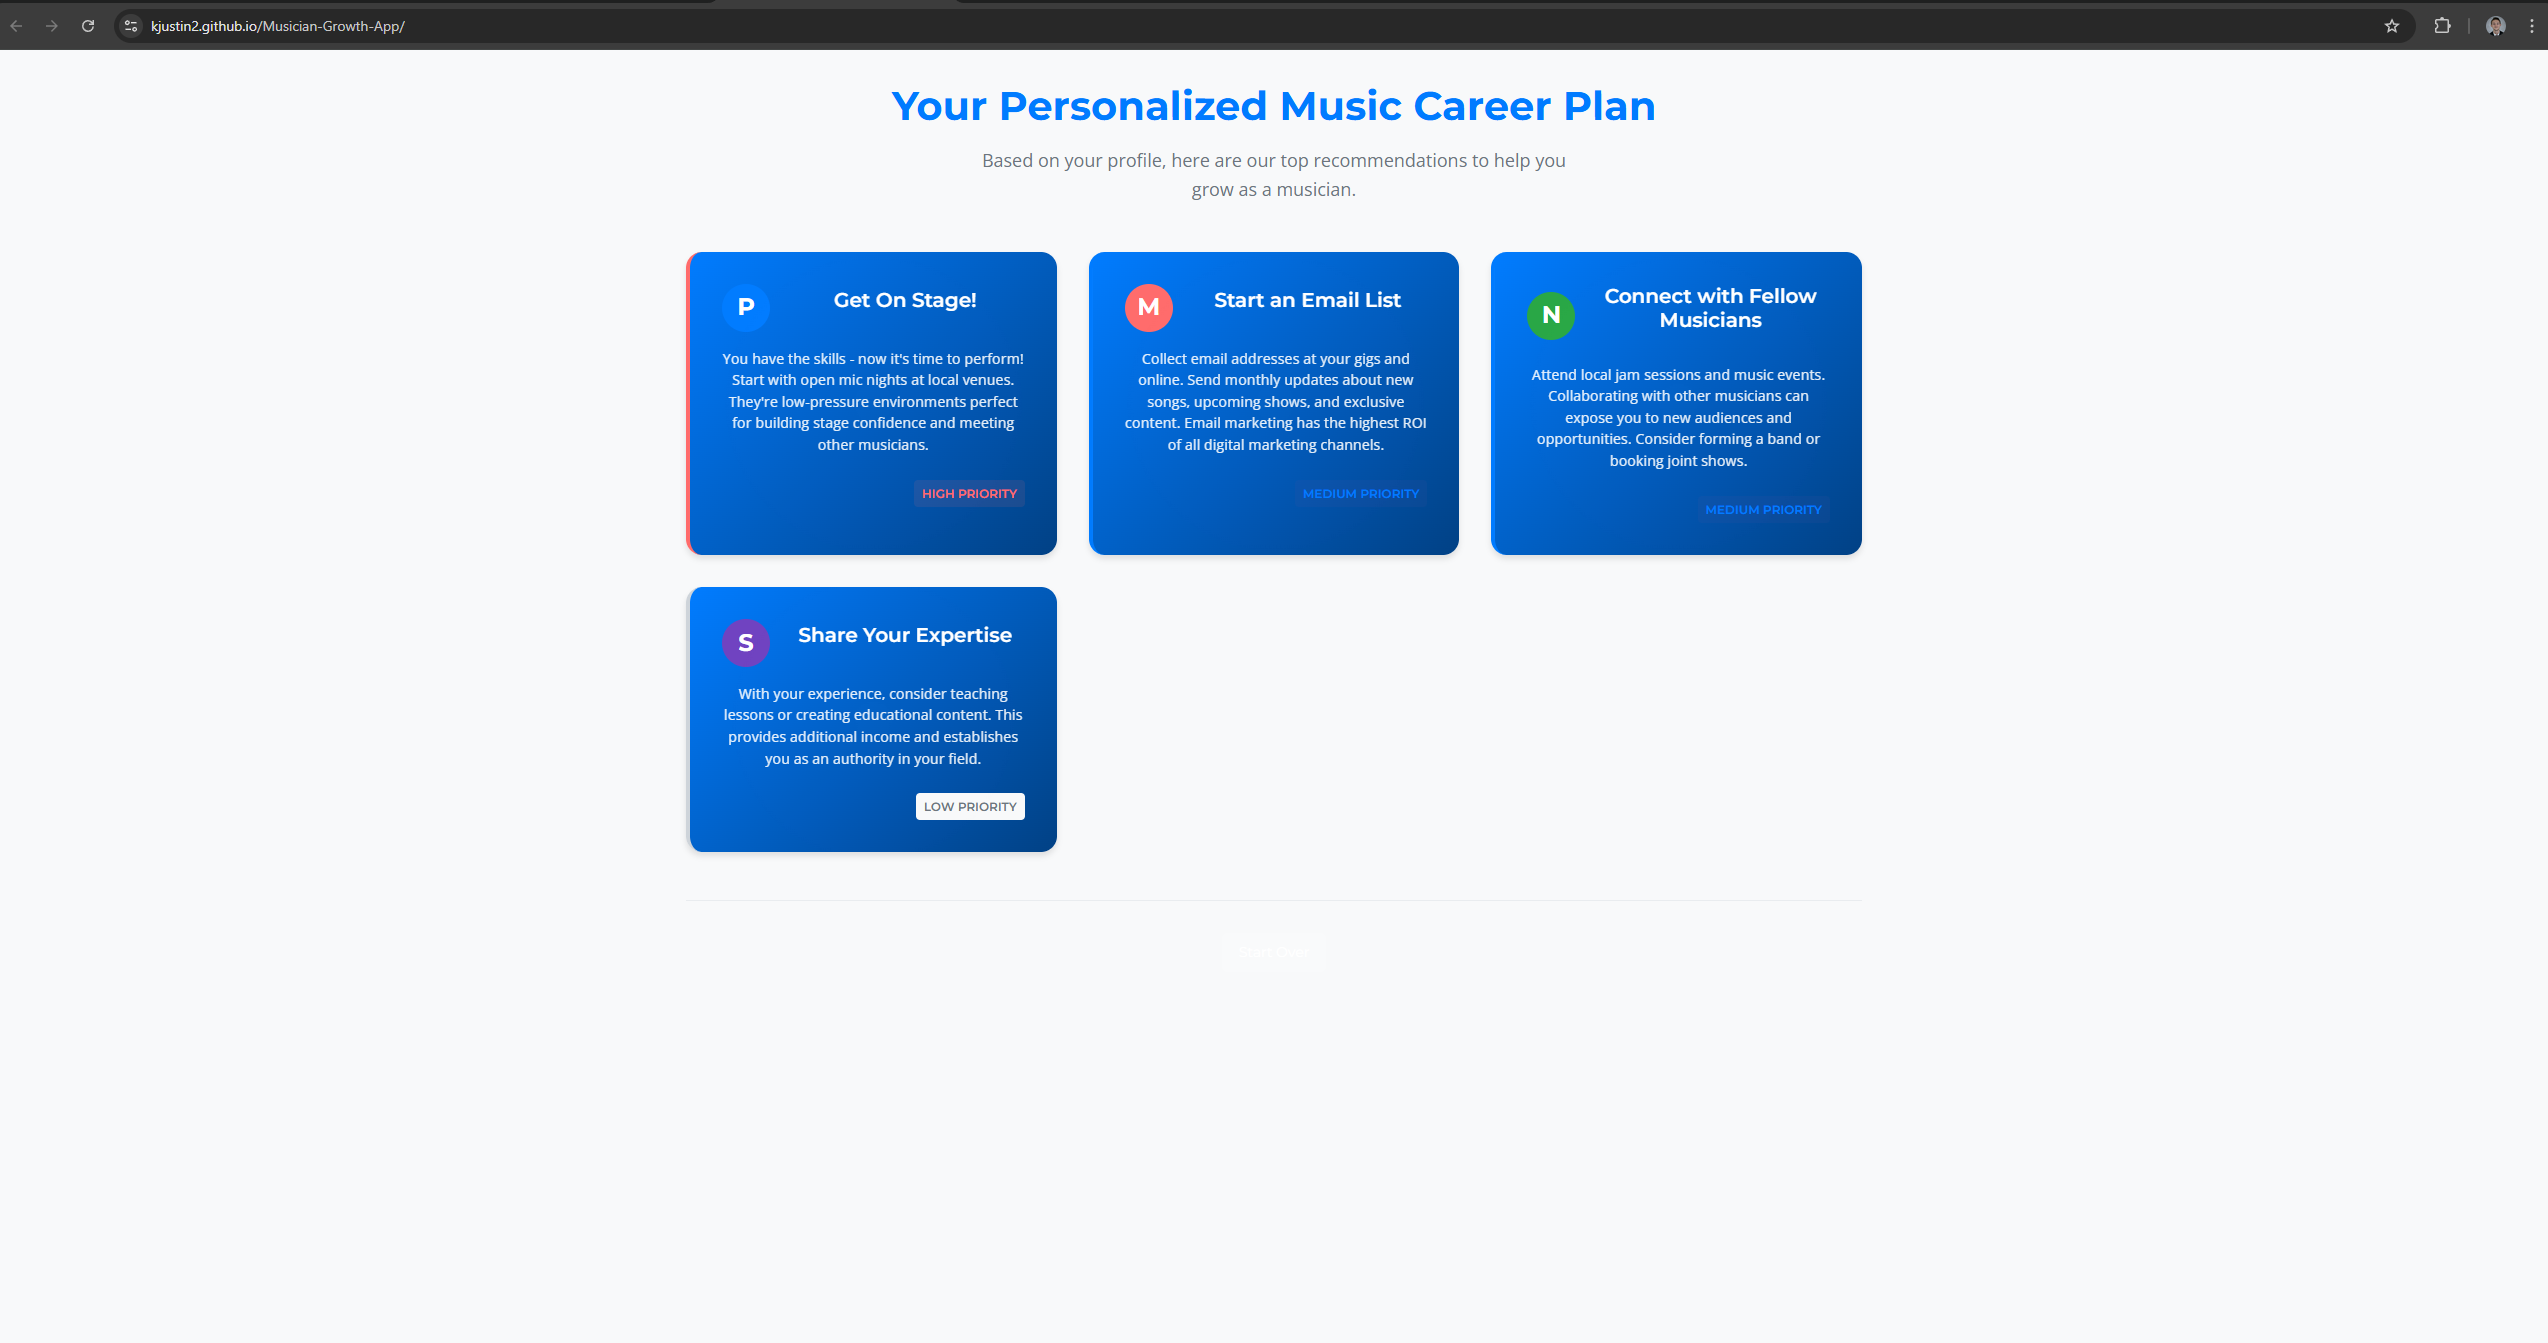 kjustin2.github.io/Musician-Growth-App/
Your Personalized Music Career Plan
Based on your profile, here are our top recommendations to help you
grow as a musician.
P
Get On Stage!
You have the skills - now it's time to perform!
Start with open mic nights at local venues.
They're low-pressure environments perfect
for building stage confidence and meeting
other musicians.
HIGH PRIORITY
M
Start an Email List
Collect email addresses at your gigs and
online. Send monthly updates about new
songs, upcoming shows, and exclusive
content. Email marketing has the highest ROI
of all digital marketing channels.
MEDIUM PRIORITY
N
Connect with Fellow
Musicians
Attend local jam sessions and music events.
Collaborating with other musicians can
expose you to new audiences and
opportunities. Consider forming a band or
booking joint shows.
MEDIUM PRIORITY
S
Share Your Expertise
With your experience, consider teaching
lessons or creating educational content. This
provides additional income and establishes
you as an authority in your field.
LOW PRIORITY
Start Over